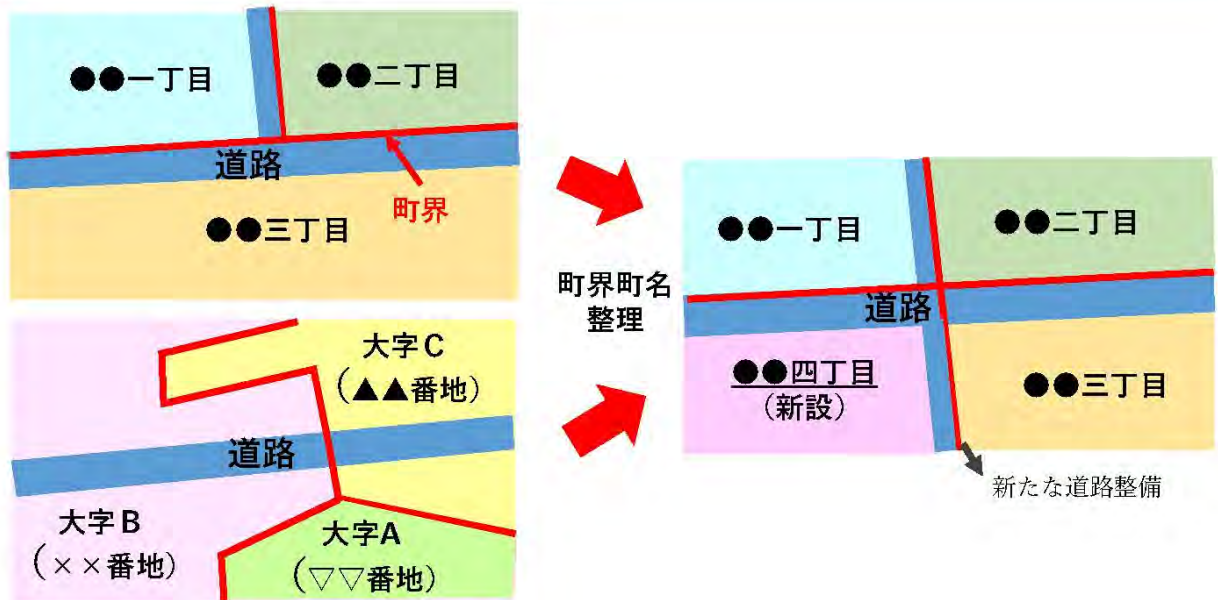 ●●一丁目
●●二丁目
道路
町界
●●三丁目
大字C
（▲▲番地）
道路
大字B
（××番地）
大字A
（▽▽番地）
町界町名
整理
●●一丁目
●●二丁目
道路
●●四丁目
（新設）
●●三丁目
新たな道路整備